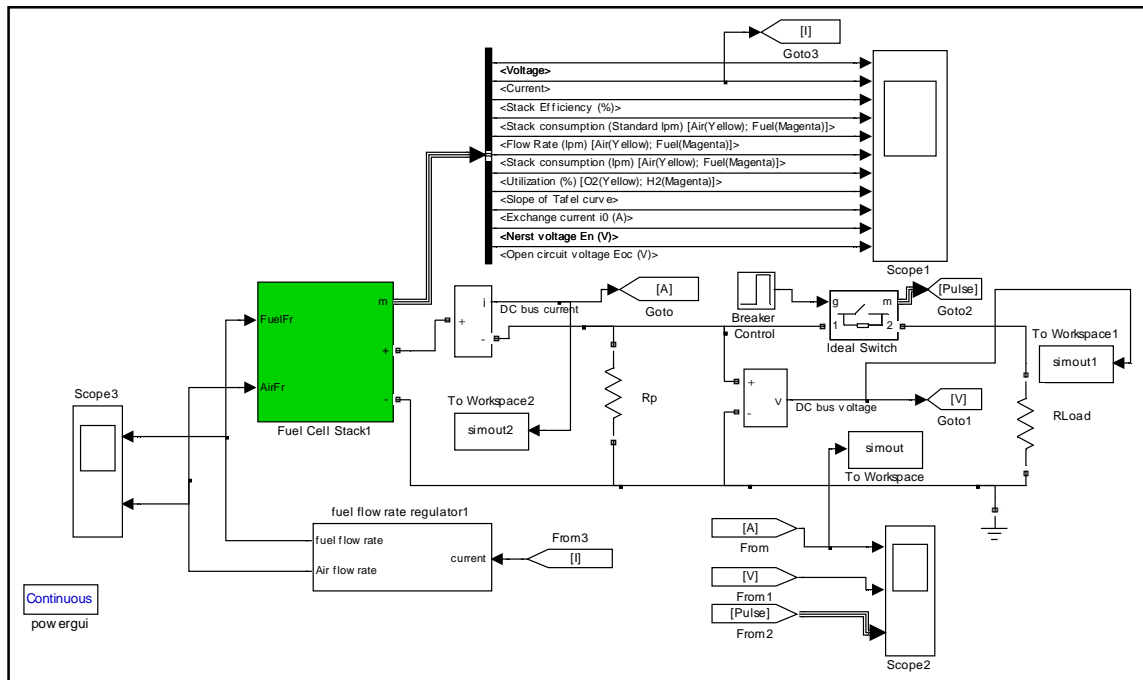 [I]
Goto3
<Voltage>
<Current>
<Stack Efficiency (%)>
<Stack consumption (Standard lpm) [Air(Yellow); Fuel(Magenta)]>
<Flow Rate (lpm) [Air(Yellow); Fuel(Magenta)]>
<Stack consumption (lpm) [Air(Yellow); Fuel(Magenta)]>
<Utilization (%) [O2(Yellow); H2(Magenta)]>
<Slope of Tafel curve>
<Exchange current i0 (A)>
<Nerst voltage En (V)>
<Open circuit voltage Eoc (V)>
Scope1
m
FuelFr
+
AirFr
-
Fuel Cell Stack1
i
+
-
DC bus current
[A]
Goto
Breaker
Control
g
m
1
2
Ideal Switch
[Pulse]
Goto2
To Workspace1
simout1
Scope3
To Workspace2
simout2
Rp
+
-
v
DC bus voltage
[V]
Goto1
RLoad
simout
To Workspace
fuel flow rate regulator1
fuel flow rate
Air flow rate
current
From3
[I]
[A]
From
[V]
From1
[Pulse]
From2
Scope2
Continuous
powergui